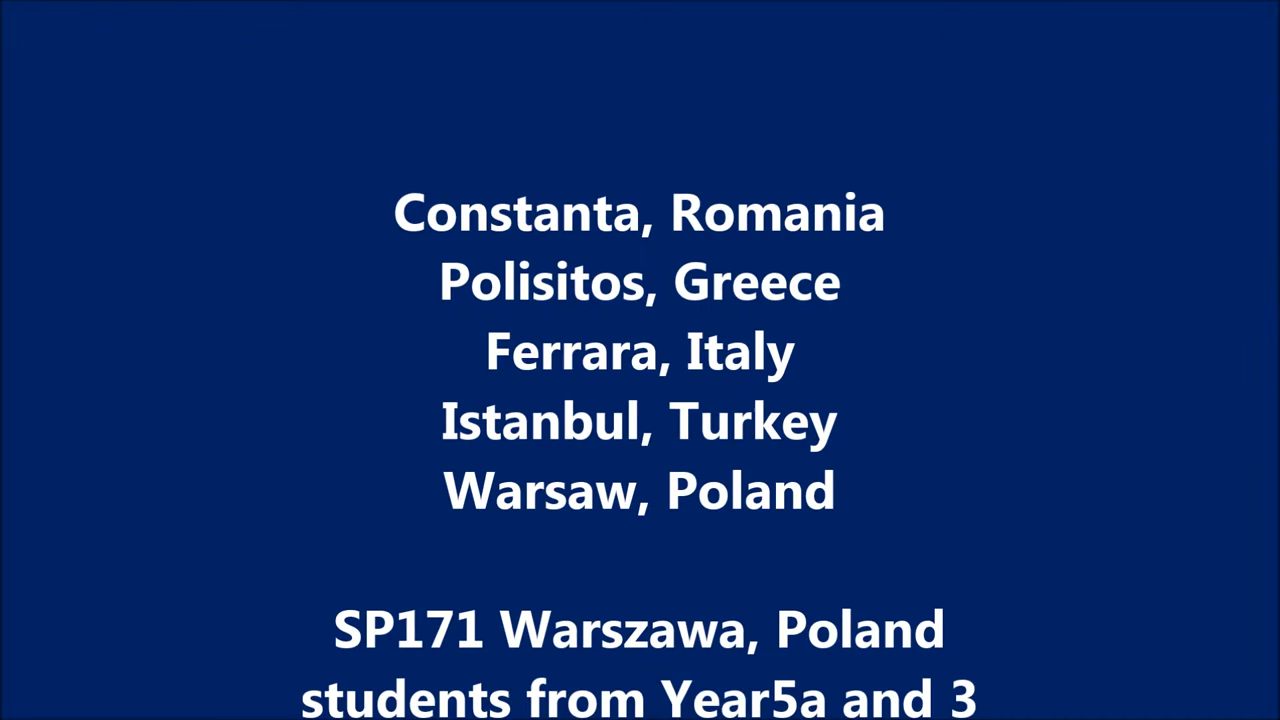 Constanta, Romania
Polisitos, Greece
Ferrara, Italy
Istanbul, Turkey
Warsaw, Poland
SP171 Warszawa, Poland
students from Year5a and 3